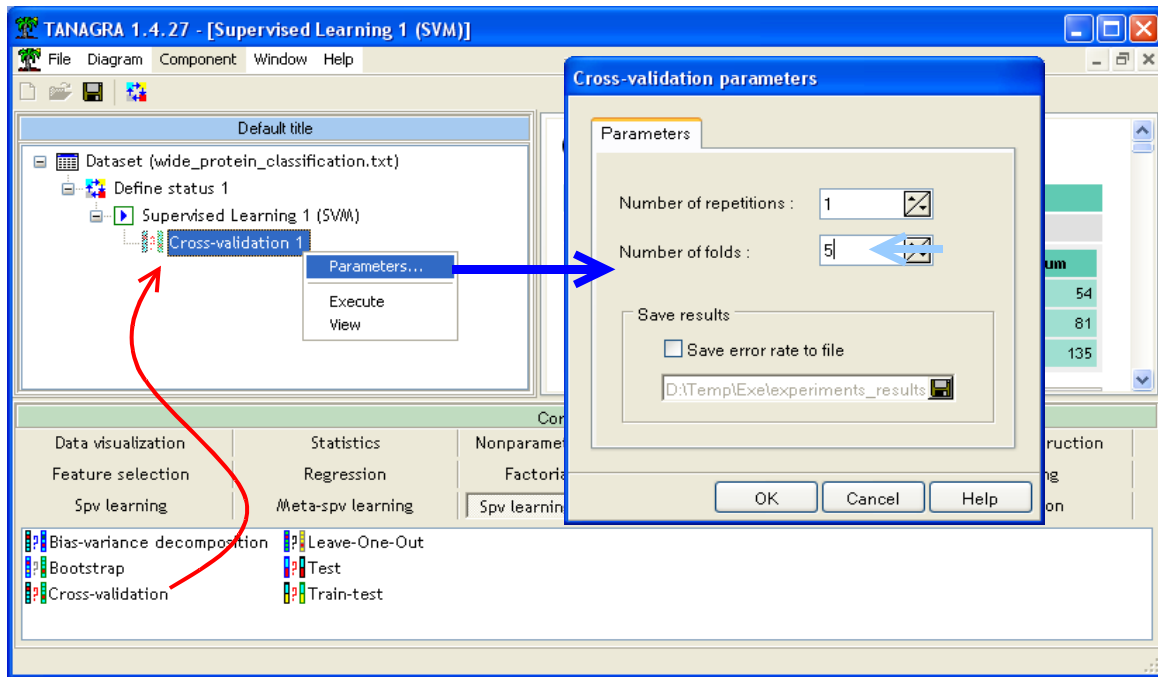 TANAGRA 1.4.27 - [Supervised Learning 1 (SVM)]
File Diagram Component Window Help
Default title
Dataset (wide_protein_classification.txt)
Define status 1
Supervised Learning 1 (SVM)
Cross-validation 1
Parameters...
Execute
View
Cross-validation parameters
Parameters
Number of repetitions : 1
Number of folds : 5
Save results
Save error rate to file
D:\Temp\Exe\experiments_results
OK Cancel Help
54
81
135
Data visualization Statistics
Feature selection Regression
Spv learning Meta-spv learning Spv
Bias-variance decomposition Leave-One-Out
Bootstrap Test
Cross-validation Train-test